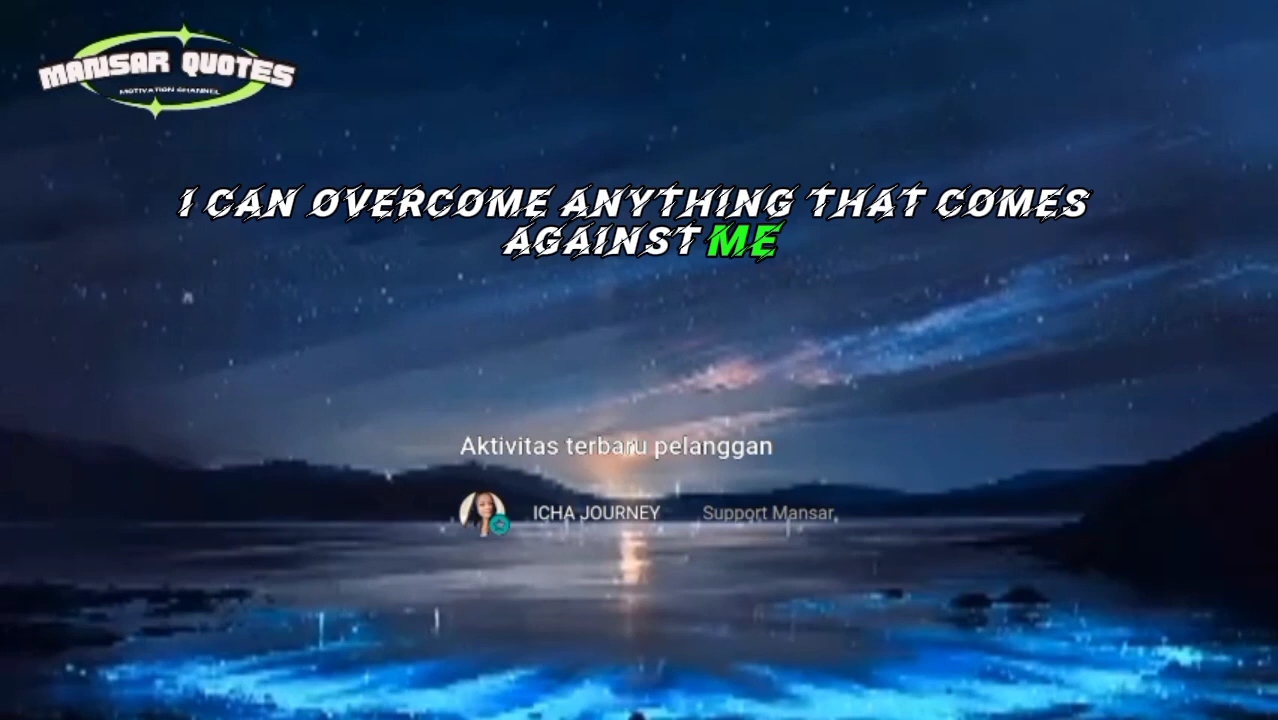 MANSAR QUOTES
MOTIVATION CHANNEL
I CAN OVERCOME ANYTHING THAT COMES
AGAINST ME
Aktivitas terbaru pelanggan
ICHA JOURNEY Support Mansar,